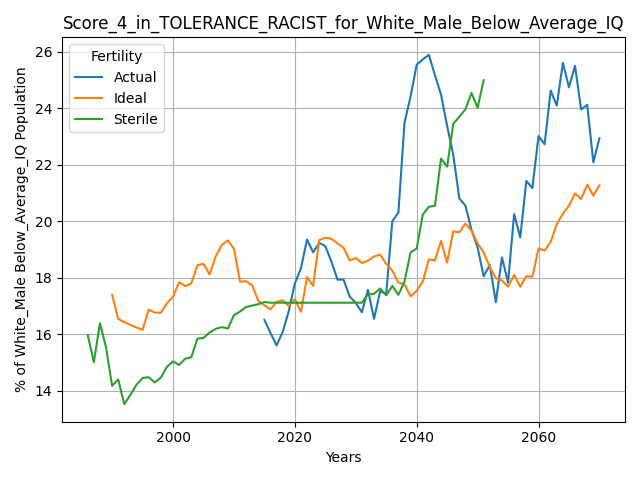 Score_4_in_TOLERANCE_RACIST_for_White_Male_Below_Average_IQ
Fertility
Actual
Ideal
Sterile
% of White_Male Below_Average_IQ Population
26
24
22
20
18
16
14
2000
2020
2040
2060
Years